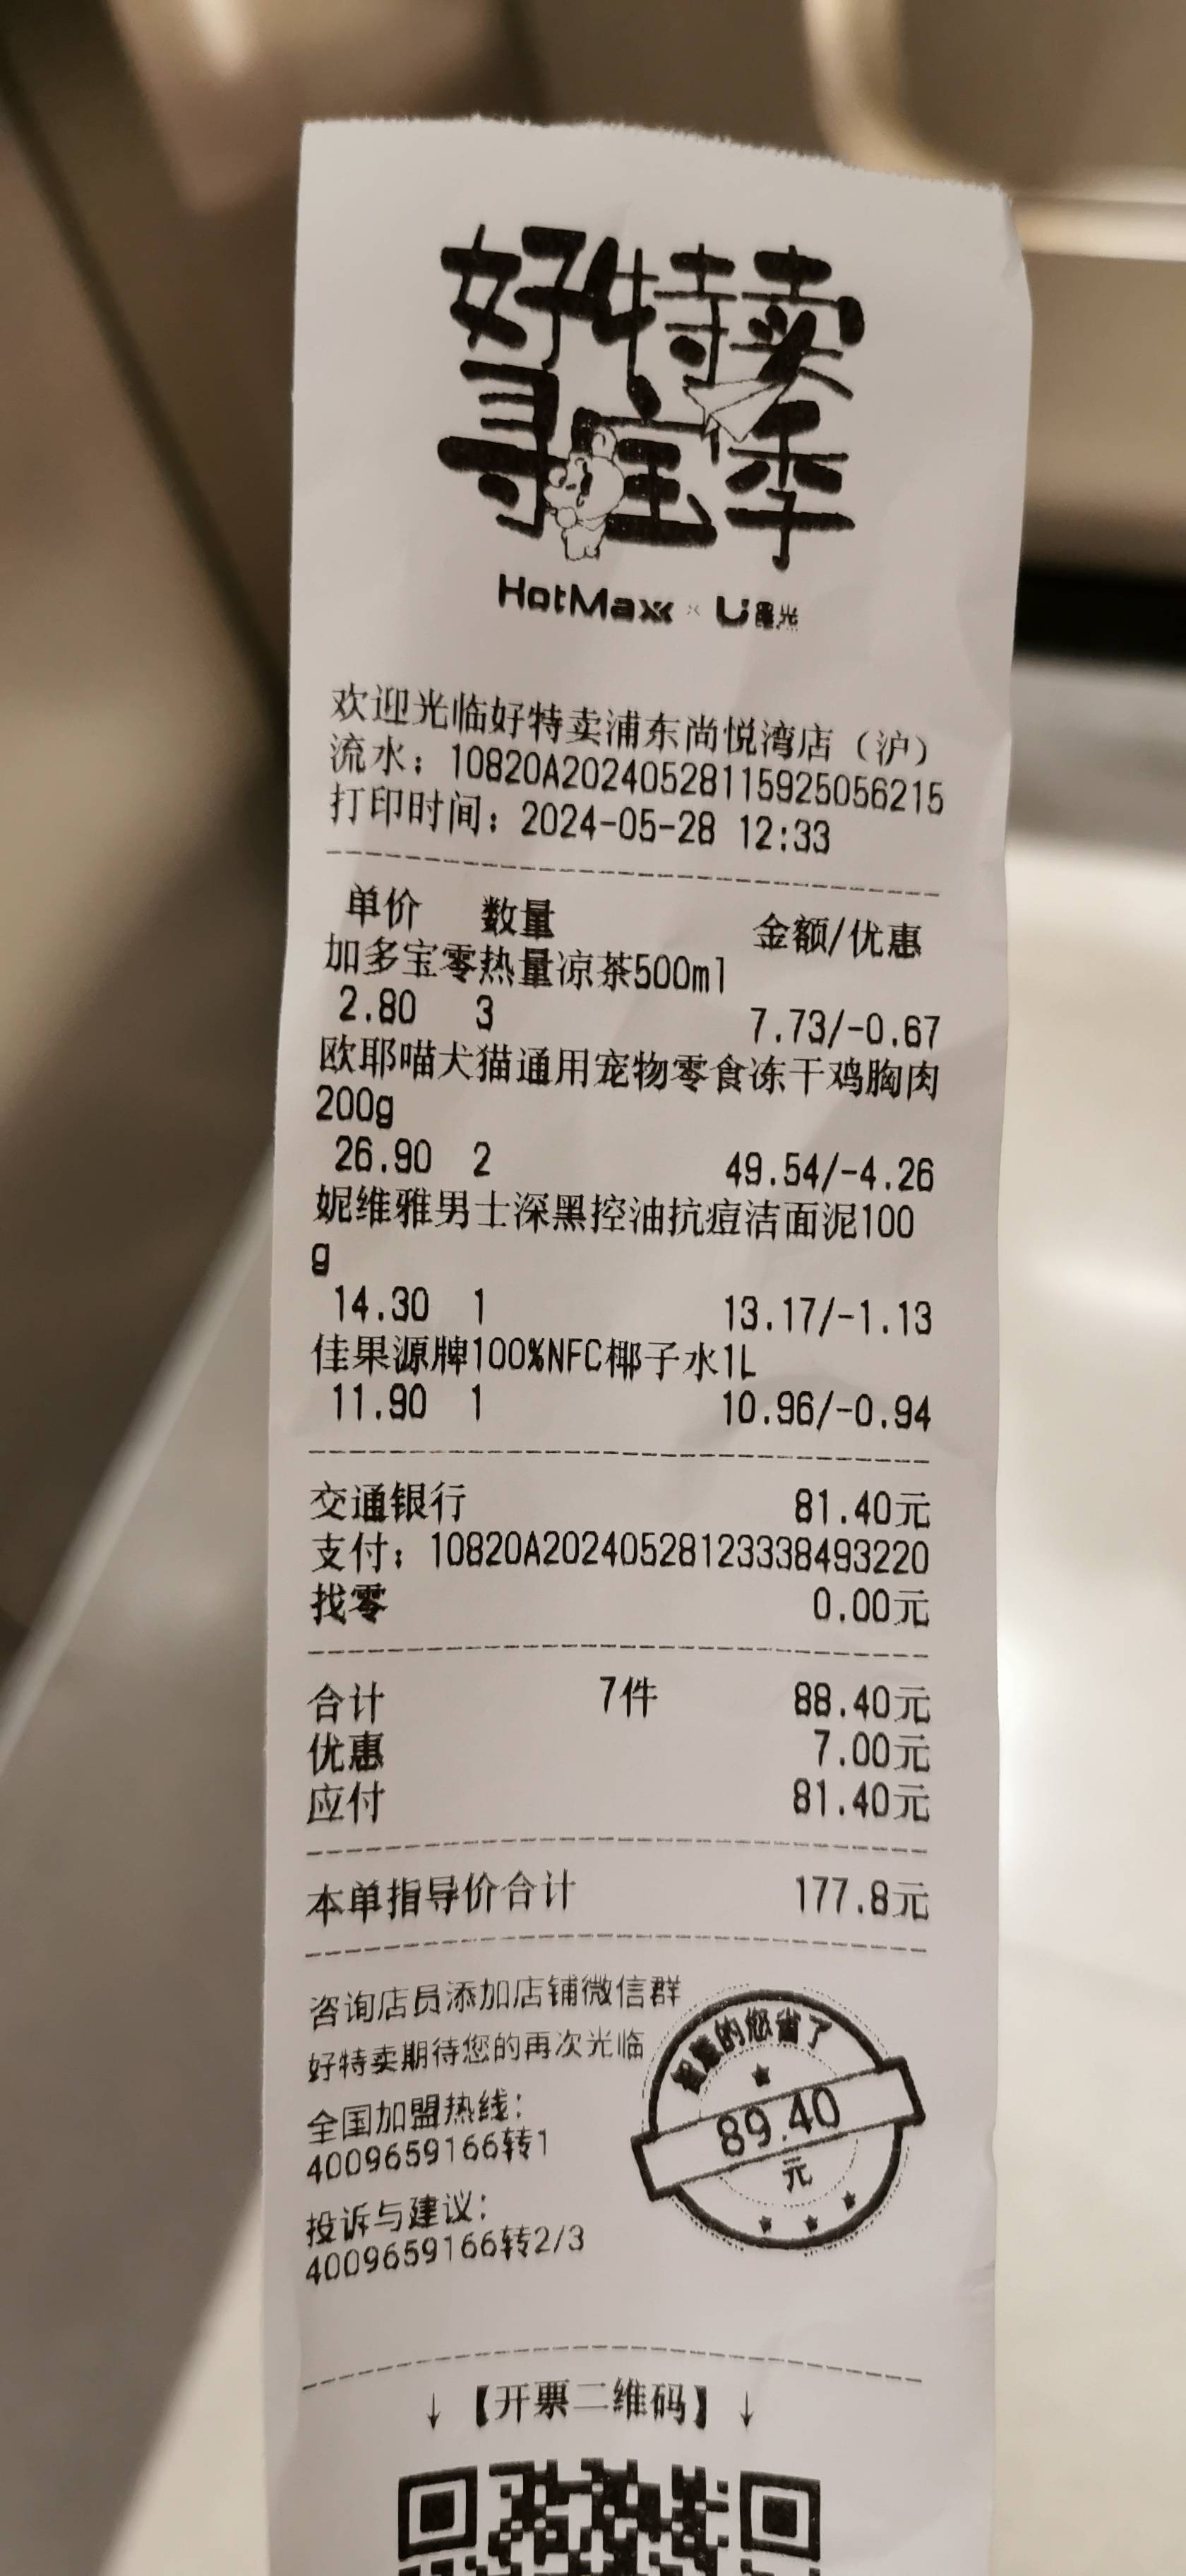 好特卖
寻宝季
HotMaxx × U
欢迎光临好特卖浦东尚悦湾店（沪）
流水：10820A20240528115925056215
打印时间：2024-05-28 12:33
单价 数量 金额/优惠
加多宝零热量凉茶500ml
2.80 3 7.73/-0.67
欧耶喵犬猫通用宠物零食冻干鸡胸肉
200g
26.90 2 49.54/-4.26
妮维雅男士深黑控油抗痘洁面泥100
g
14.30 1 13.17/-1.13
佳果源牌100%NFC椰子水1L
11.90 1 10.96/-0.94
交通银行 81.40元
支付：10820A20240528123338493220
找零 0.00元
合计 7件 88.40元
优惠 7.00元
应付 81.40元
本单指导价合计 177.8元
咨询店员添加店铺微信群
好特卖期待您的再次光临
全国加盟热线：
4009659166转1
投诉与建议：
4009659166转2/3
的您省了
89.40
元
↓【开票二维码】↓